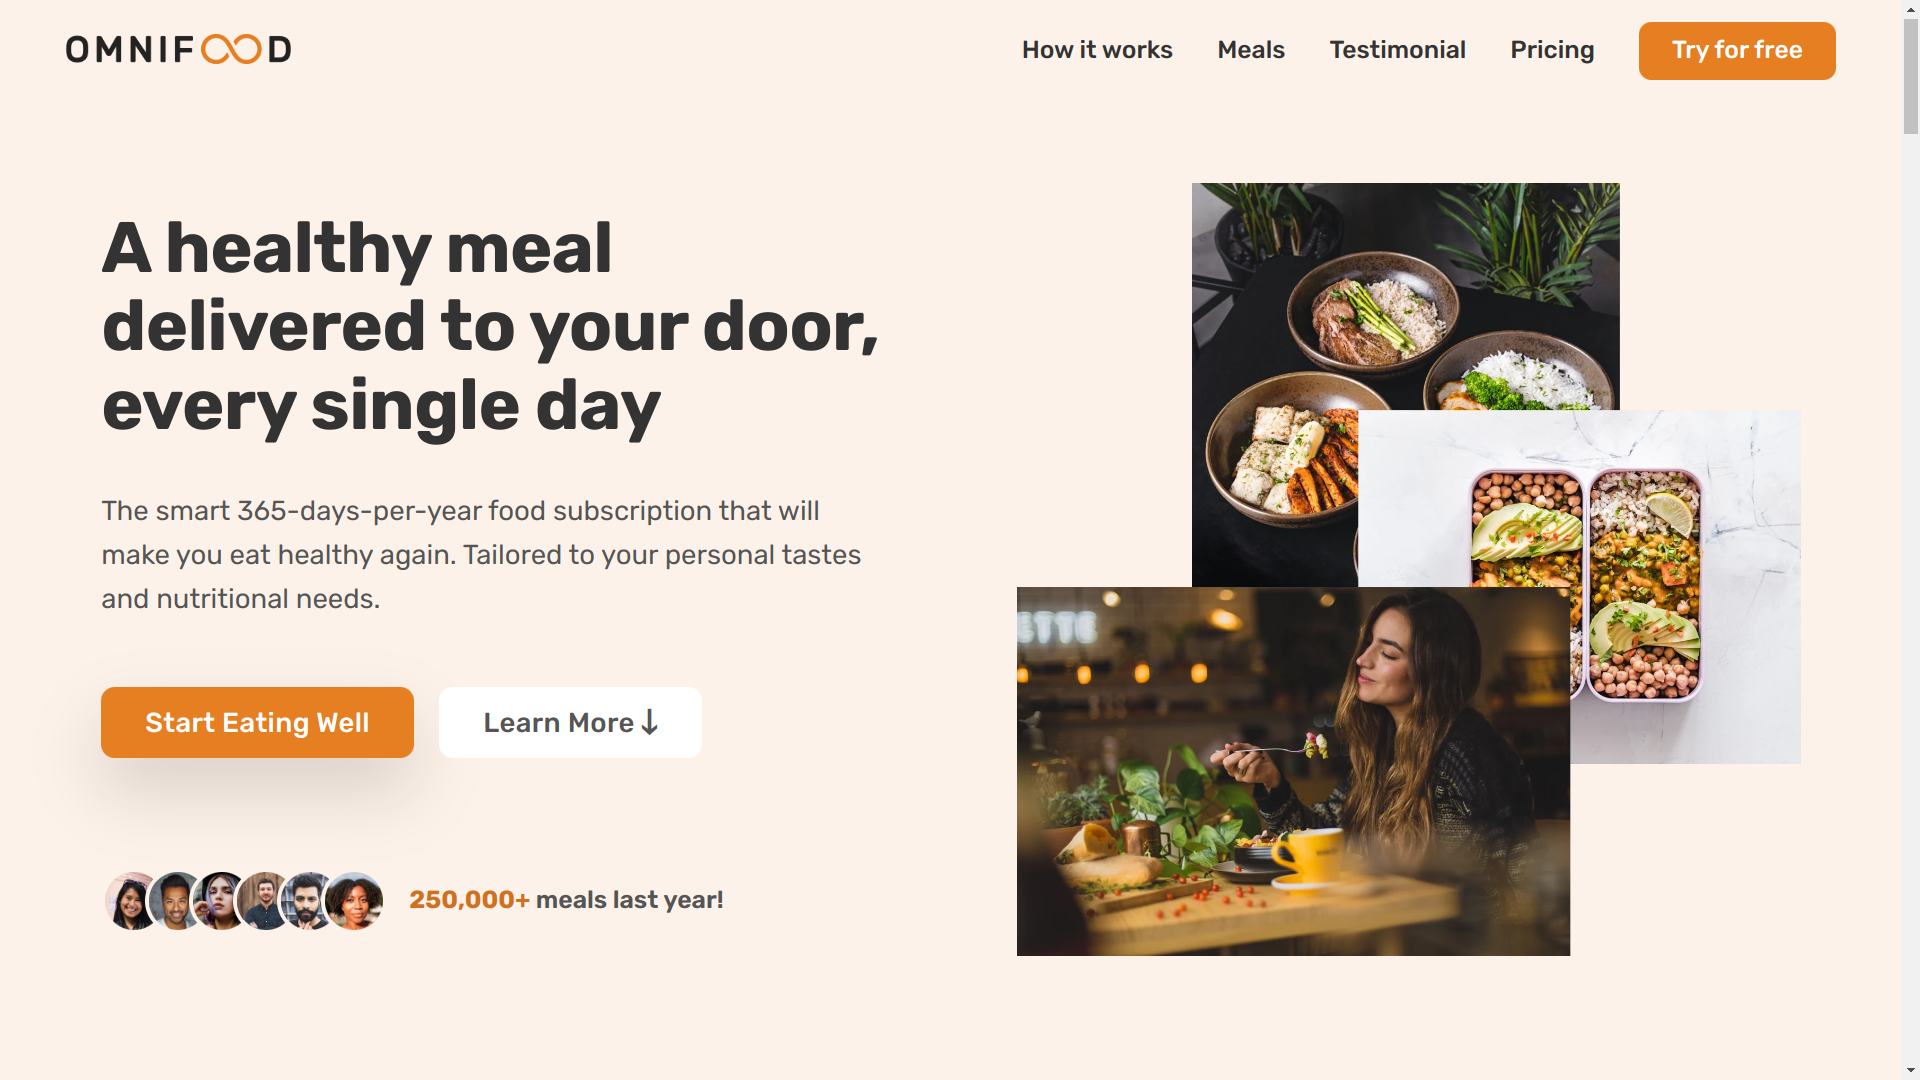 OMNIFOOD
How it works
Meals
Testimonial
Pricing
Try for free
A healthy meal
delivered to your door,
every single day
The smart 365-days-per-year food subscription that will
make you eat healthy again. Tailored to your personal tastes
and nutritional needs.
Start Eating Well
Learn More ↓
250,000+ meals last year!
ETTE